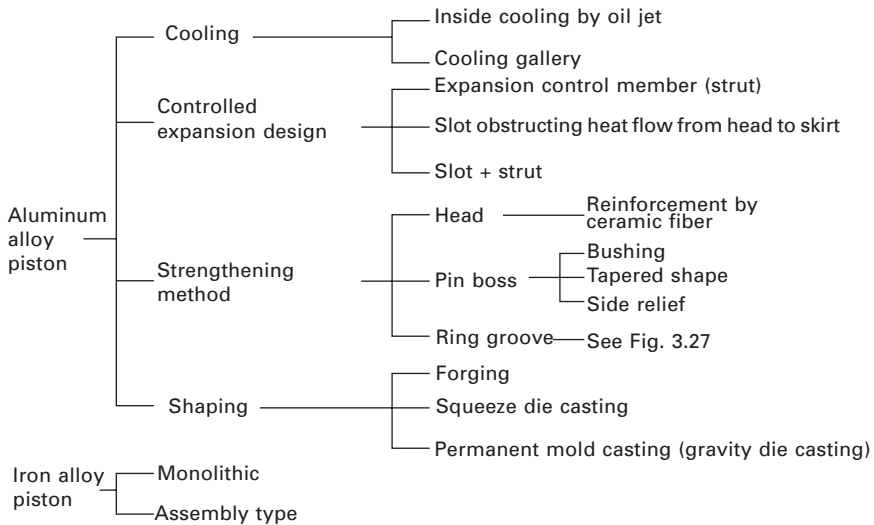 Cooling
Inside cooling by oil jet
Cooling gallery
Controlled
expansion design
Expansion control member (strut)
Slot obstructing heat flow from head to skirt
Slot + strut
Aluminum
alloy
piston
Strengthening
method
Head
Reinforcement by
ceramic fiber
Pin boss
Bushing
Tapered shape
Side relief
Ring groove
See Fig. 3.27
Shaping
Forging
Squeeze die casting
Permanent mold casting (gravity die casting)
Iron alloy
piston
Monolithic
Assembly type